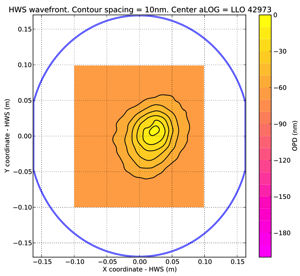 HWS wavefront. Contour spacing = 10nm. Center aLOG = LLO 42973
0.15
0.10
0.05
0.00
−0.05
−0.10
−0.15
Y coordinate - HWS (m)
−0.15 −0.10 −0.05 0.00 0.05 0.10 0.15
X coordinate - HWS (m)
0
−30
−60
−90
−120
−150
−180
OPD (nm)